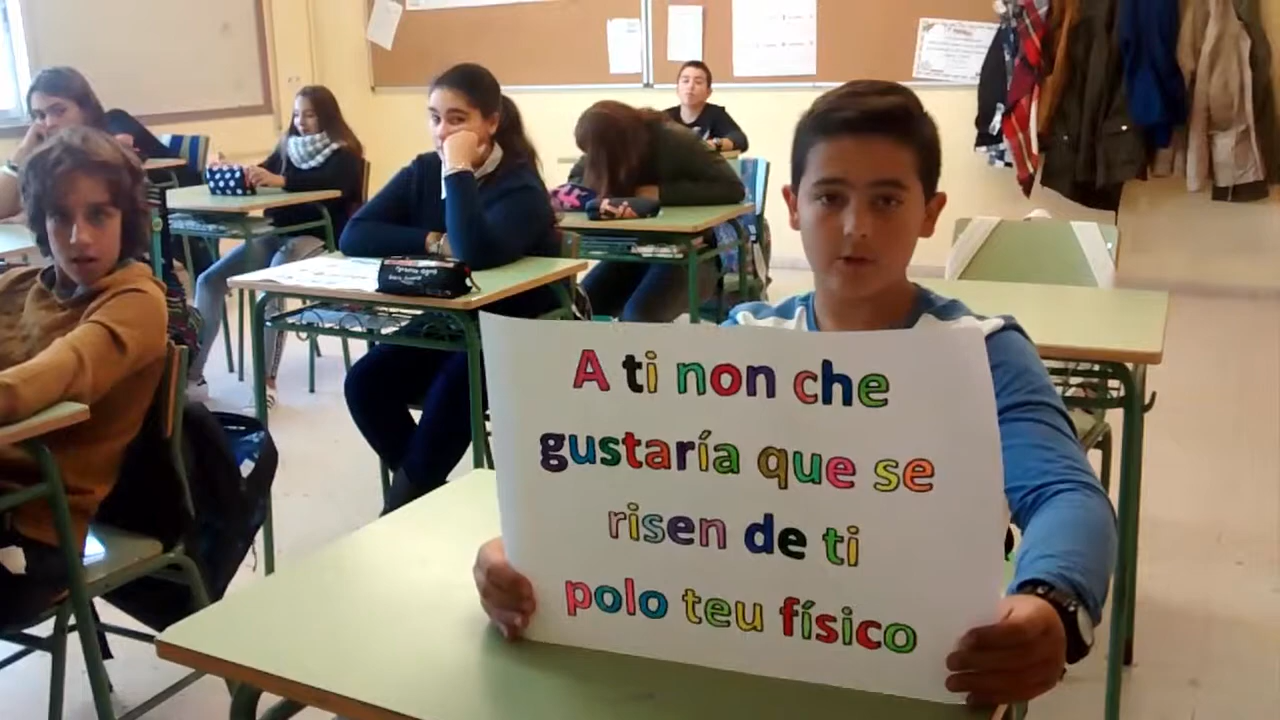 A ti non che
gustaría que se
risen de ti
polo teu físico